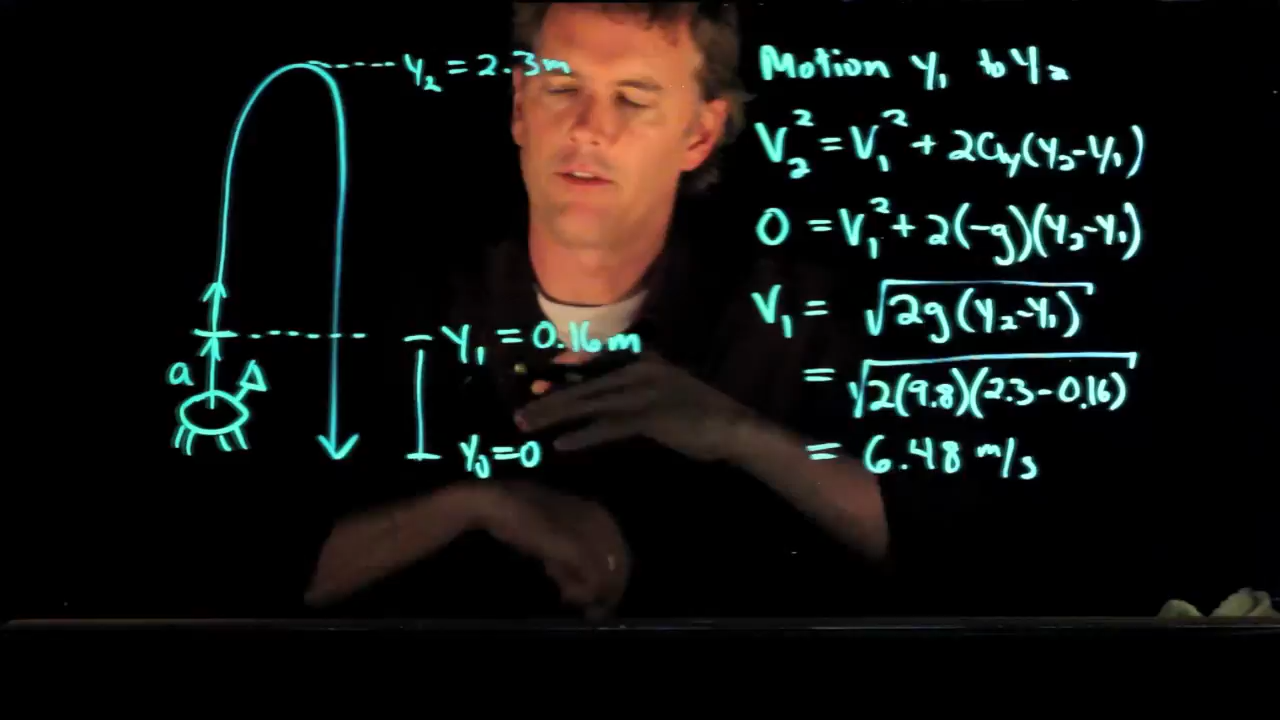 y₂ = 2.3m
a
y₁ = 0.16m
y₀=0
Motion y₁ to y₂
V₂² = V₁² + 2a_y(y₂-y₁)
0 = V₁² + 2(-g)(y₂-y₁)
V₁ = √2g(y₂-y₁)
= √2(9.8)(2.3-0.16)
= 6.48 m/s